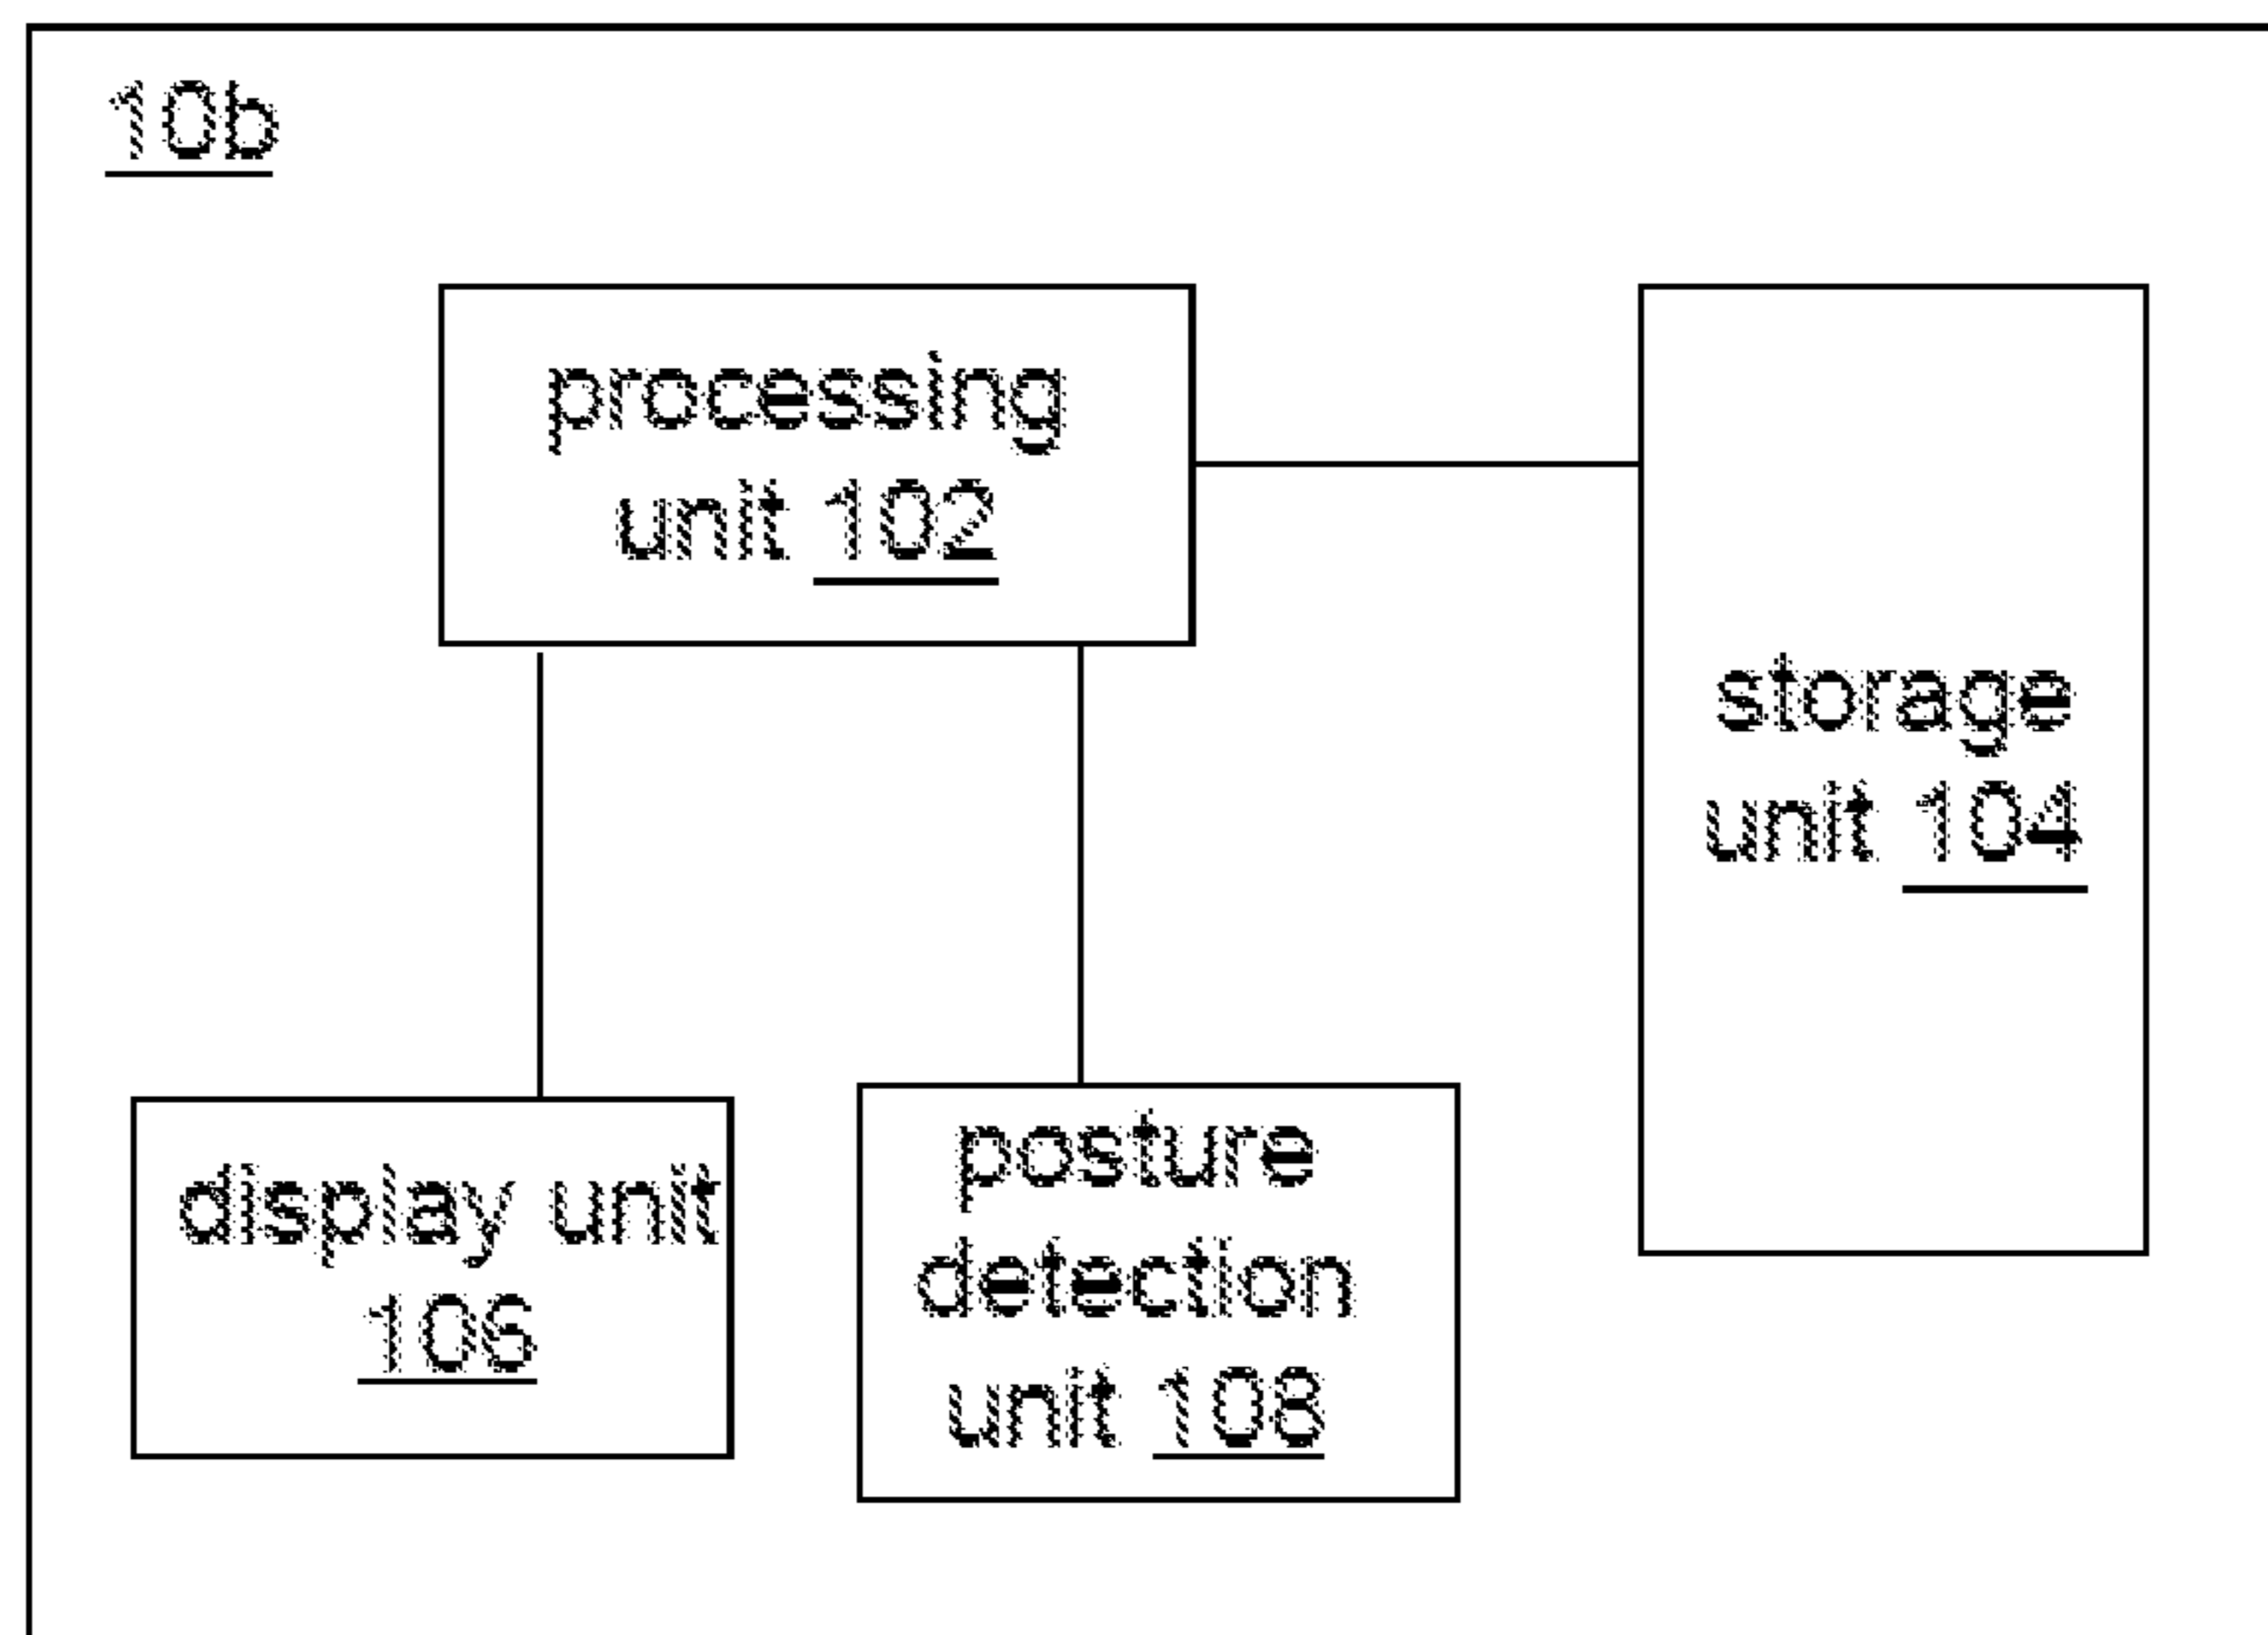 10b
processing
unit 102
storage
unit 104
display unit
106
posture
detection
unit 108